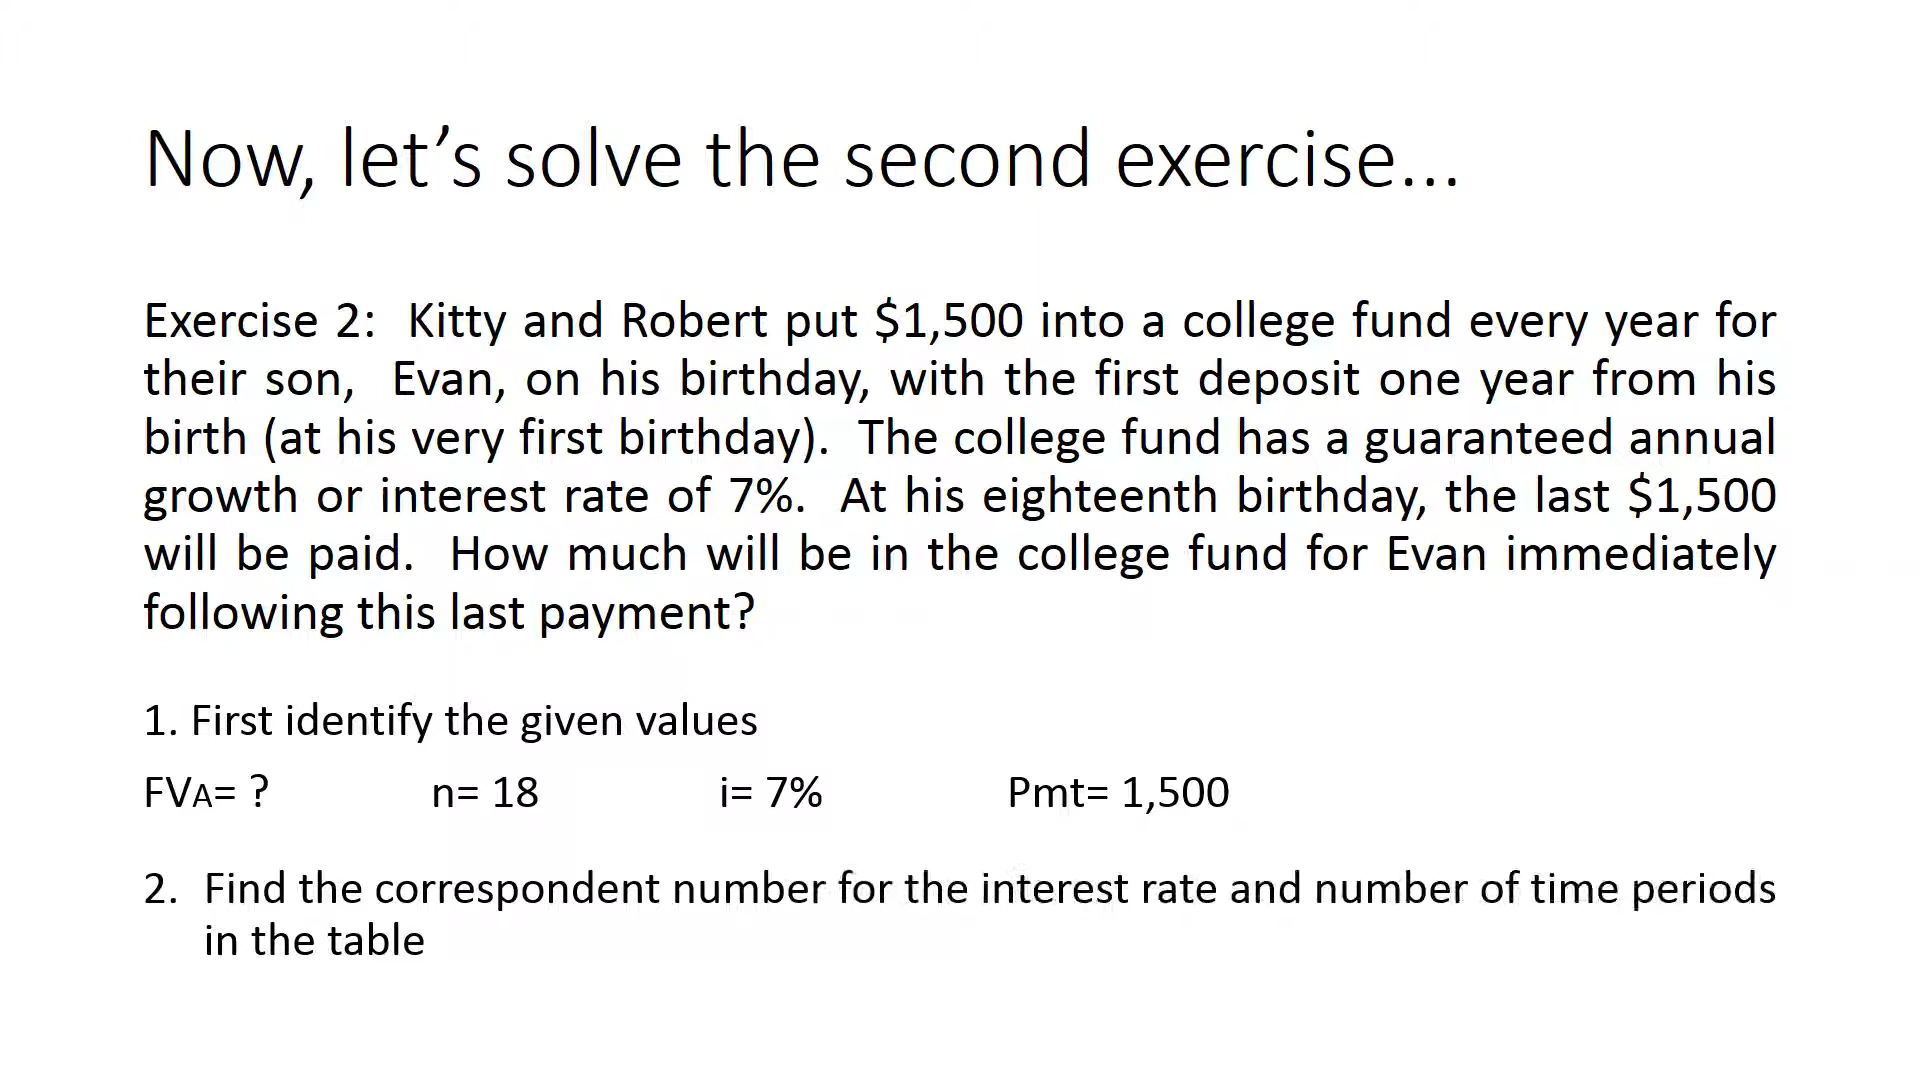 Now, let’s solve the second exercise…
Exercise 2: Kitty and Robert put $1,500 into a college fund every year for
their son, Evan, on his birthday, with the first deposit one year from his
birth (at his very first birthday). The college fund has a guaranteed annual
growth or interest rate of 7%. At his eighteenth birthday, the last $1,500
will be paid. How much will be in the college fund for Evan immediately
following this last payment?
1. First identify the given values
FVA= ? n= 18 i= 7% Pmt= 1,500
2. Find the correspondent number for the interest rate and number of time periods
in the table